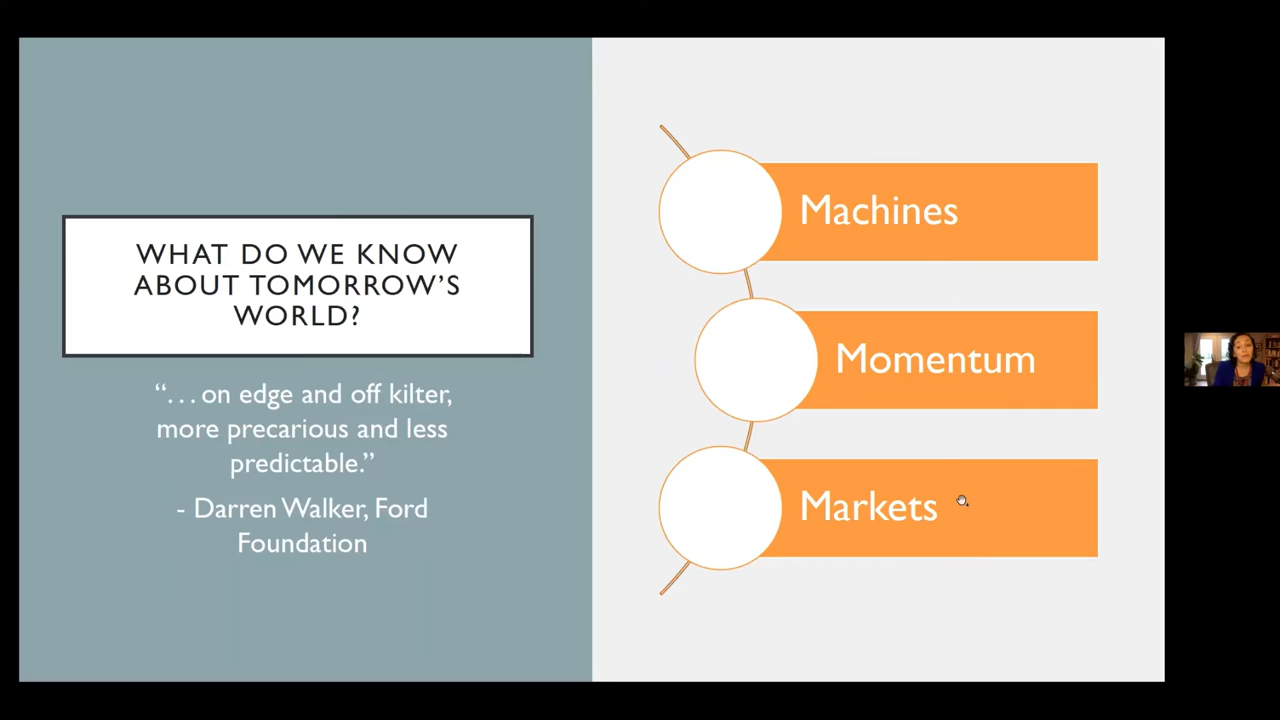 WHAT DO WE KNOW
ABOUT TOMORROW’S
WORLD?
“. . . on edge and off kilter,
more precarious and less
predictable.”
- Darren Walker, Ford
Foundation
Machines
Momentum
Markets